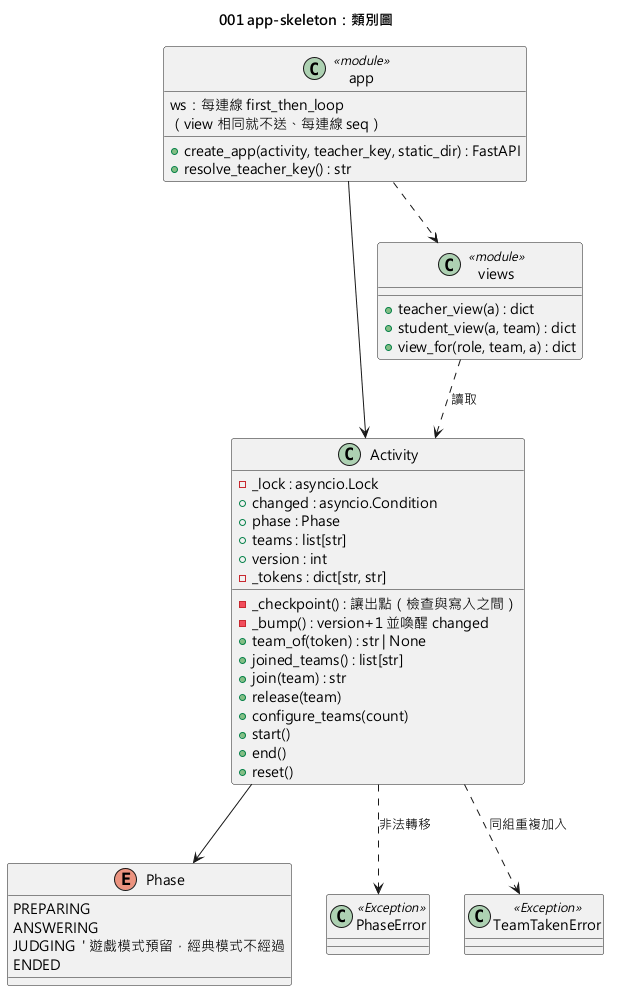 001 app-skeleton：類別圖
C «module»
app
ws：每連線 first_then_loop
（view 相同就不送、每連線 seq）
create_app(activity, teacher_key, static_dir) : FastAPI
resolve_teacher_key() : str
C «module»
views
teacher_view(a) : dict
student_view(a, team) : dict
view_for(role, team, a) : dict
讀取
C Activity
_lock : asyncio.Lock
changed : asyncio.Condition
phase : Phase
teams : list[str]
version : int
_tokens : dict[str, str]
_checkpoint() : 讓出點（檢查與寫入之間）
_bump() : version+1 並喚醒 changed
team_of(token) : str | None
joined_teams() : list[str]
join(team) : str
release(team)
configure_teams(count)
start()
end()
reset()
非法轉移
同組重複加入
E Phase
PREPARING
ANSWERING
JUDGING ' 遊戲模式預留，經典模式不經過
ENDED
C «Exception»
PhaseError
C «Exception»
TeamTakenError